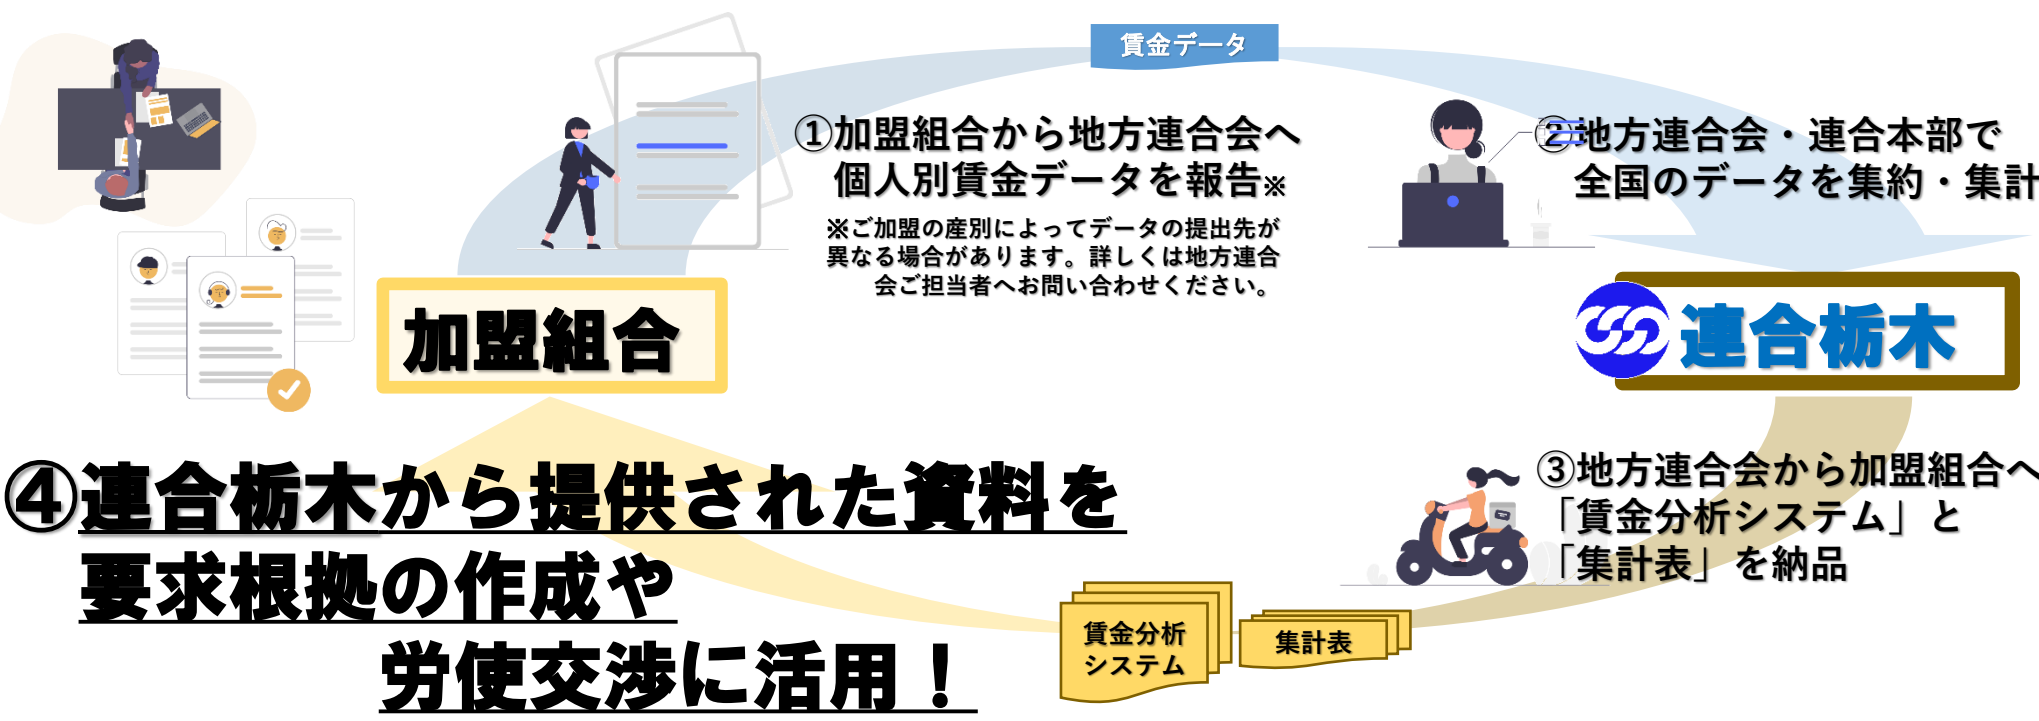 賃金データ
①加盟組合から地方連合会へ
個人別賃金データを報告※
※ご加盟の産別によってデータの提出先が
異なる場合があります。詳しくは地方連合
会ご担当者へお問い合わせください。
②地方連合会・連合本部で
全国のデータを集約・集計
加盟組合
連合栃木
③地方連合会から加盟組合へ
「賃金分析システム」と
「集計表」を納品
④連合栃木から提供された資料を
要求根拠の作成や
労使交渉に活用！
賃金分析
システム
集計表